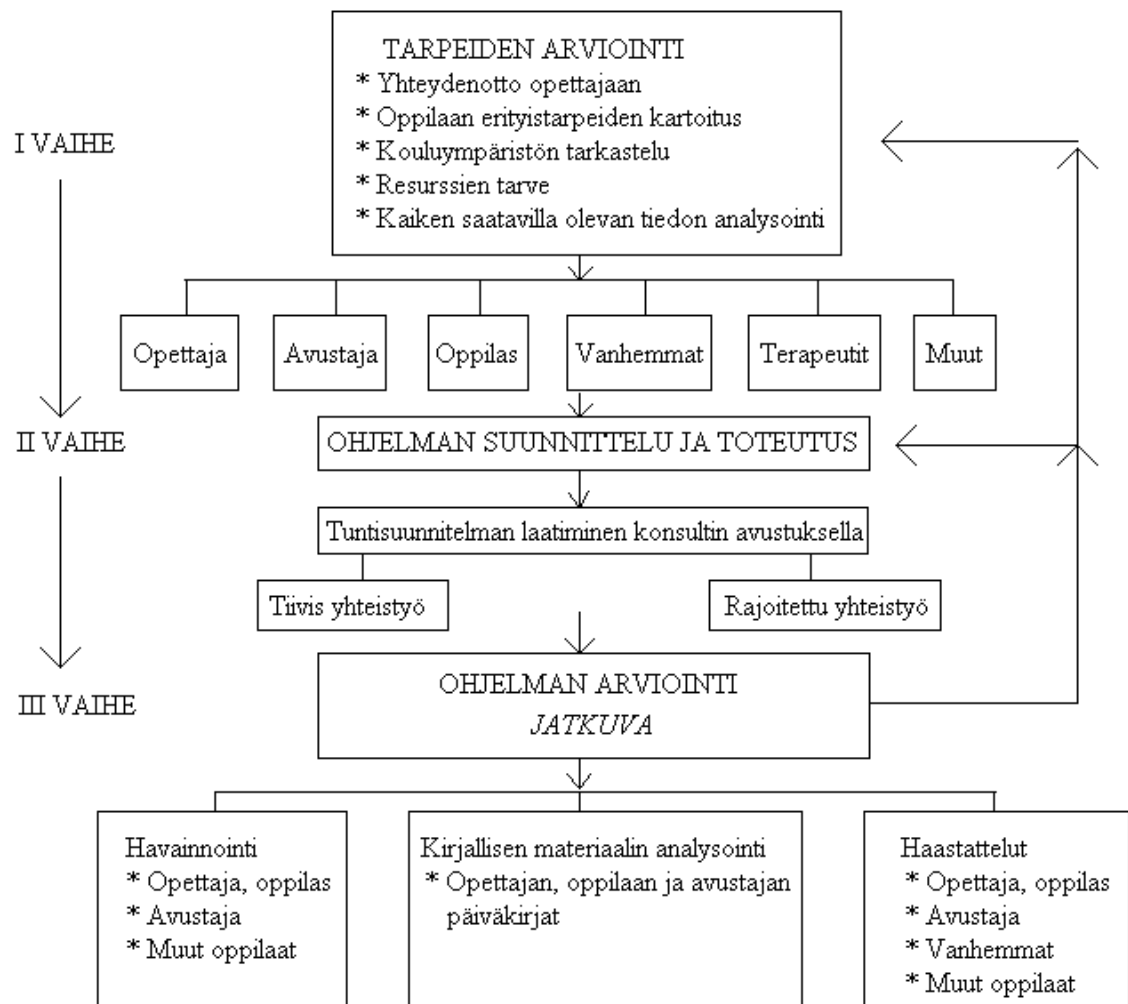 TARPEIDEN ARVIOINTI
* Yhteydenotto opettajaan
* Oppilaan erityistarpeiden kartoitus
* Kouluympäristön tarkastelu
* Resurssien tarve
* Kaiken saatavilla olevan tiedon analysointi
I VAIHE
Opettaja
Avustaja
Oppilas
Vanhemmat
Terapeutit
Muut
II VAIHE
OHJELMAN SUUNNITTELU JA TOTEUTUS
Tuntisuunnitelman laatiminen konsultin avustuksella
Tiivis yhteistyö
Rajoitettu yhteistyö
III VAIHE
OHJELMAN ARVIOINTI
JATKUVA
Havainnointi
* Opettaja, oppilas
* Avustaja
* Muut oppilaat
Kirjallisen materiaalin analysointi
* Opettajan, oppilaan ja avustajan
päiväkirjat
Haastattelut
* Opettaja, oppilas
* Avustaja
* Vanhemmat
* Muut oppilaat